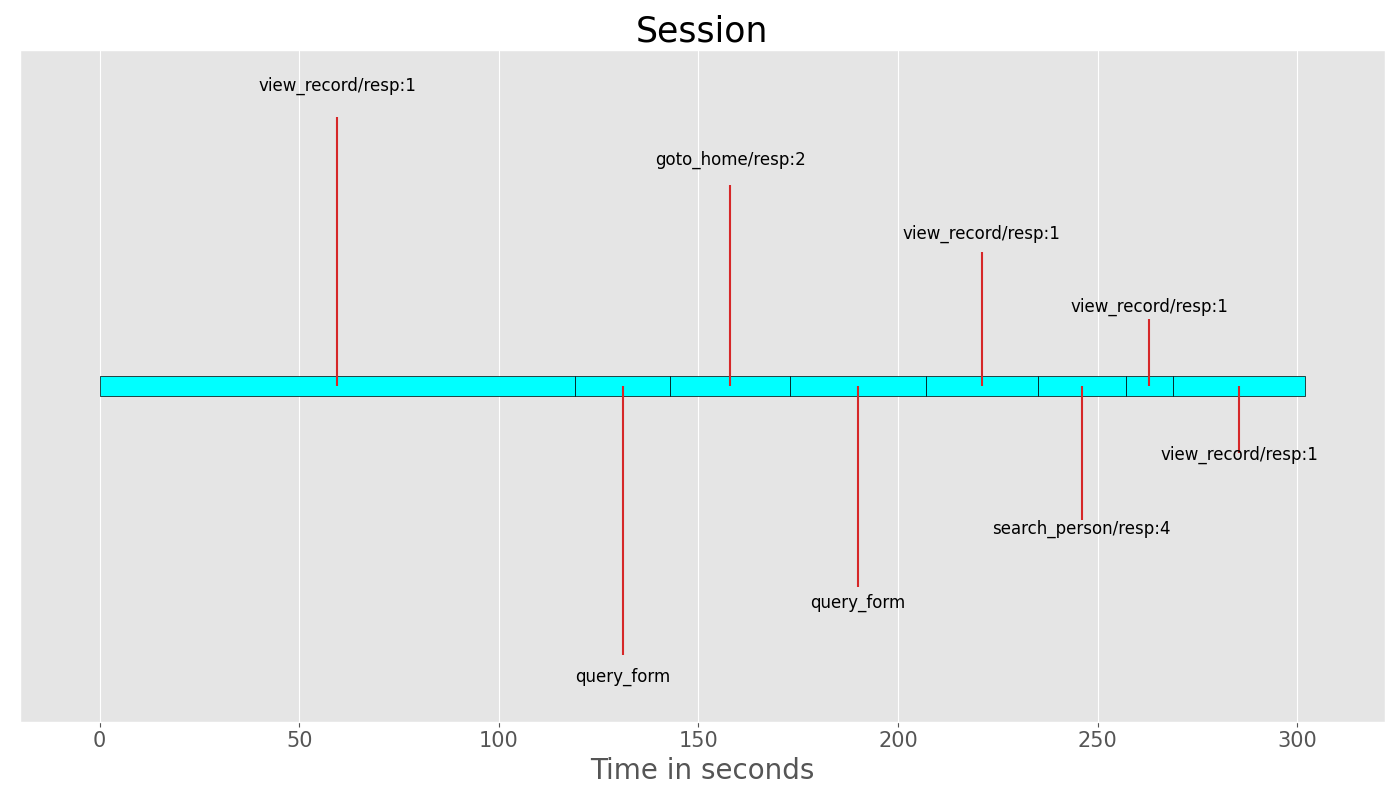 Session
view_record/resp:1
goto_home/resp:2
view_record/resp:1
view_record/resp:1
view_record/resp:1
search_person/resp:4
query_form
query_form
0 50 100 150 200 250 300
Time in seconds